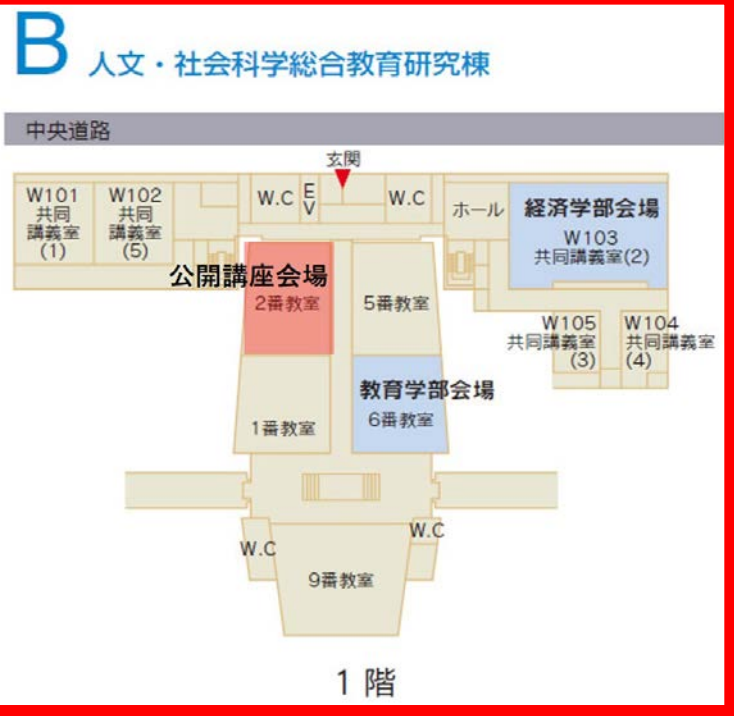 B 人文・社会科学総合教育研究棟
中央道路
玄関
W101
共同
講義室
(1)
W102
共同
講義室
(5)
W.C
EV
W.C
ホール
経済学部会場
W103
共同講義室(2)
公開講座会場
2番教室
5番教室
W105
共同講義室
(3)
W104
共同講義室
(4)
教育学部会場
6番教室
1番教室
W.C
W.C
9番教室
1階